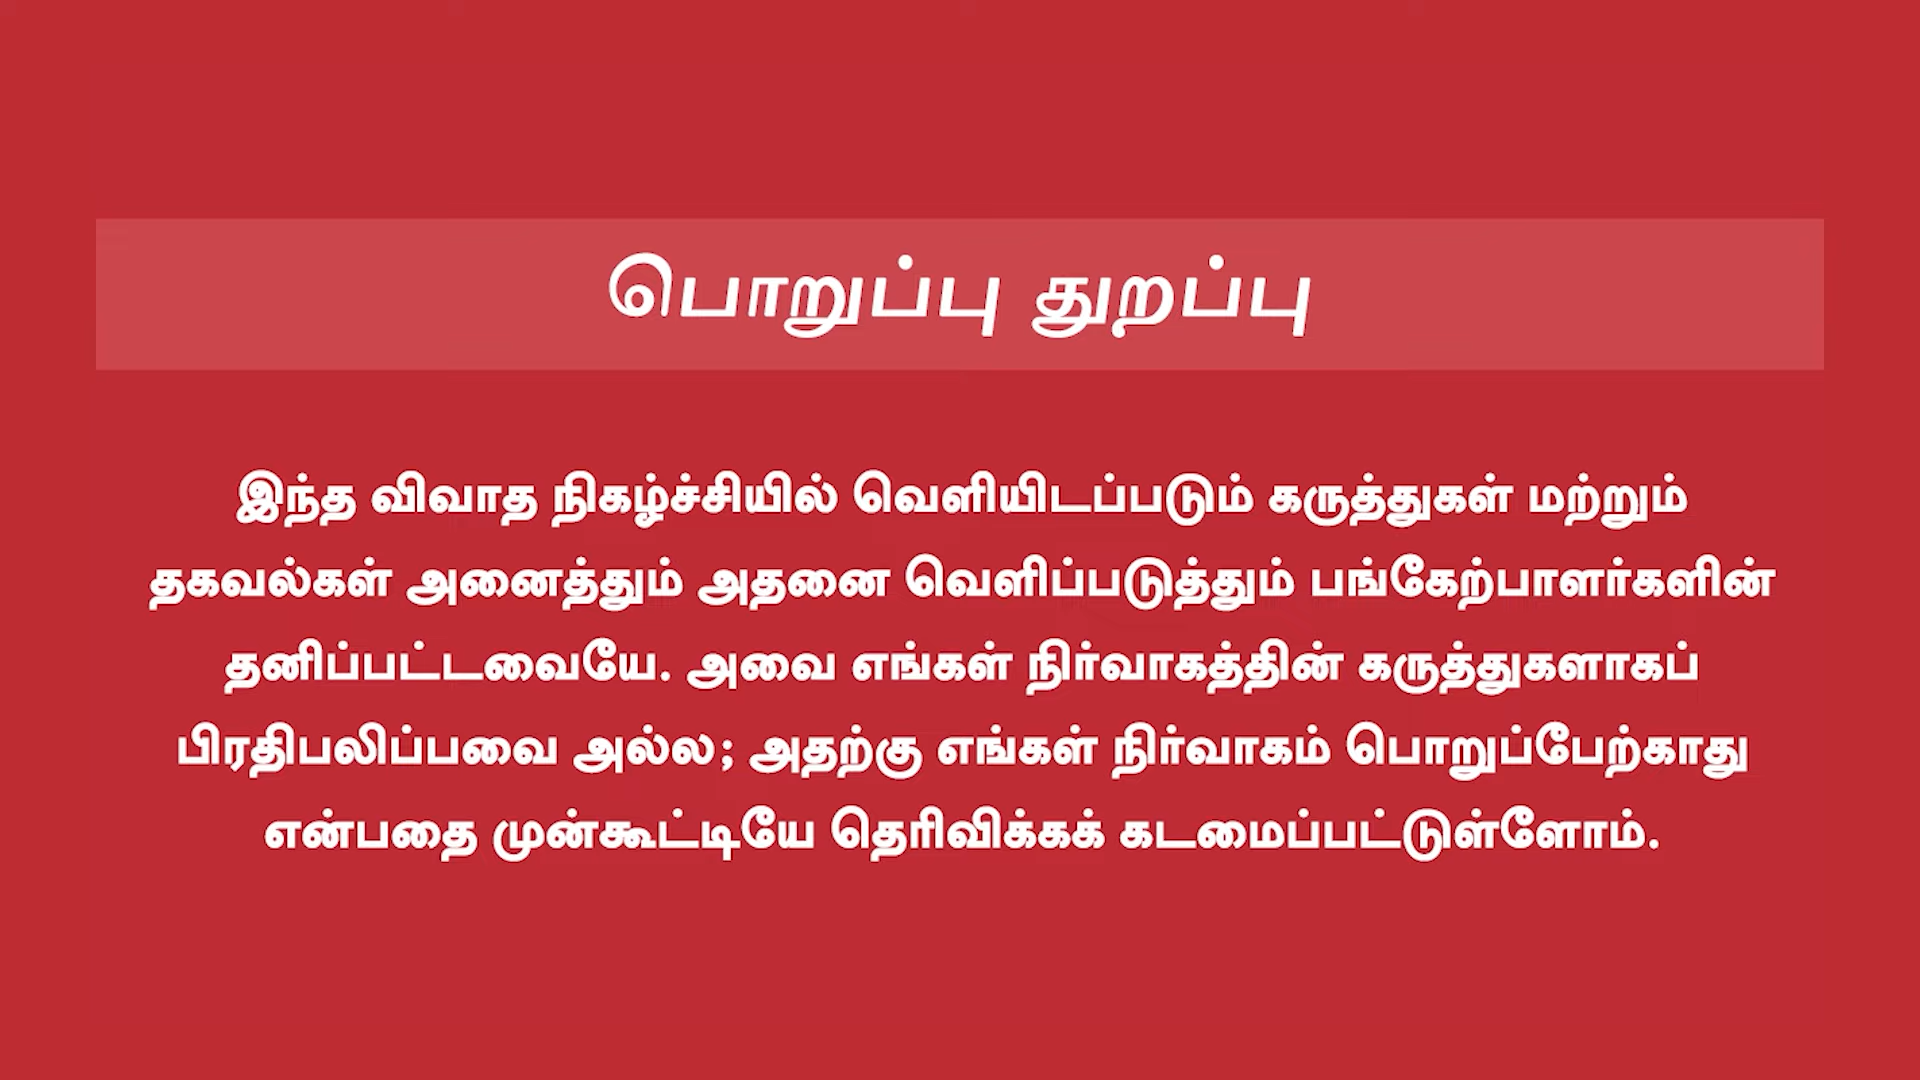 பொறுப்பு துறப்பு
இந்த விவாத நிகழ்ச்சியில் வெளியிடப்படும் கருத்துகள் மற்றும்
தகவல்கள் அனைத்தும் அதனை வெளிப்படுத்தும் பங்கேற்பாளர்களின்
தனிப்பட்டவையே. அவை எங்கள் நிர்வாகத்தின் கருத்துகளாகப்
பிரதிபலிப்பவை அல்ல; அதற்கு எங்கள் நிர்வாகம் பொறுப்பேற்காது
என்பதை முன்கூட்டியே தெரிவிக்கக் கடமைப்பட்டுள்ளோம்.